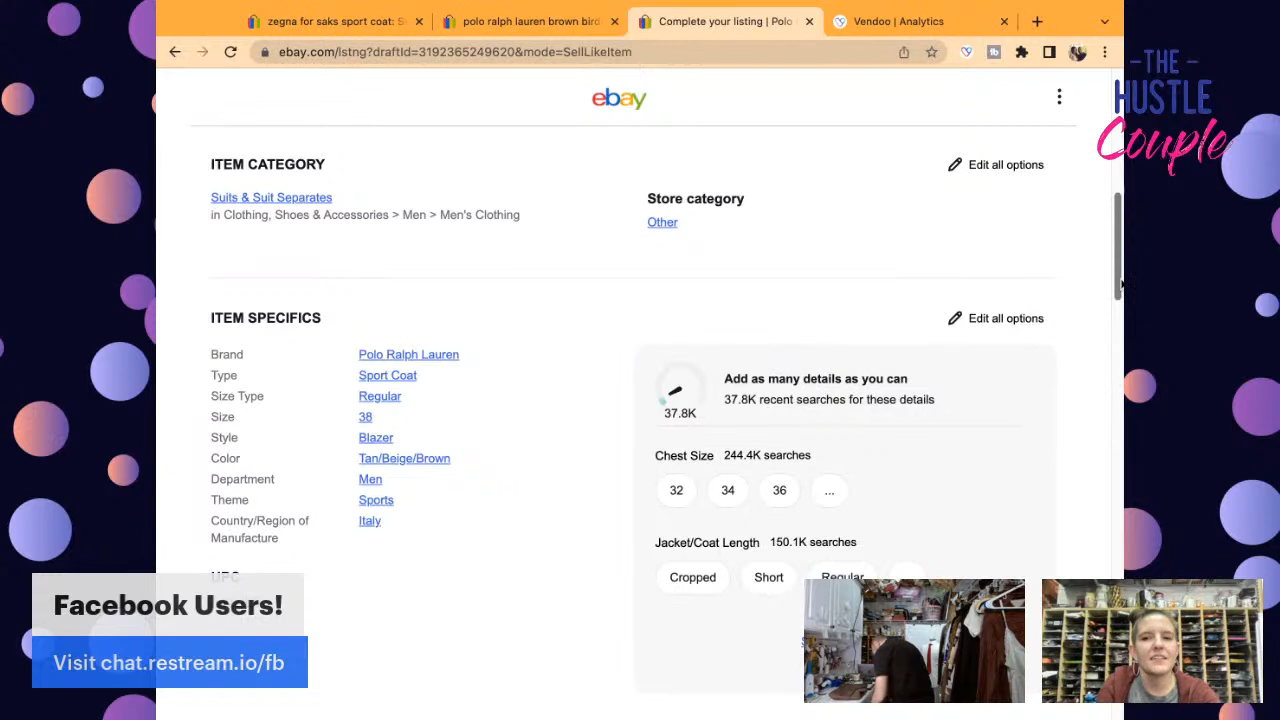 zegna for saks sport coat: S
polo ralph lauren brown bird
Complete your listing | Polo
Vendoo | Analytics
ebay.com/lstng?draftId=3192365249620&mode=SellLikeItem
-THE-
HUSTLE
Couple
ebay
ITEM CATEGORY
Edit all options
Suits & Suit Separates
in Clothing, Shoes & Accessories > Men > Men's Clothing
Store category
Other
ITEM SPECIFICS
Edit all options
Brand Polo Ralph Lauren
Type Sport Coat
Size Type Regular
Size 38
Style Blazer
Color Tan/Beige/Brown
Department Men
Theme Sports
Country/Region of Manufacture Italy
UPC
37.8K
Add as many details as you can
37.8K recent searches for these details
Chest Size 244.4K searches
32 34 36 ...
Jacket/Coat Length 150.1K searches
Cropped Short Regular
Facebook Users!
Visit chat.restream.io/fb